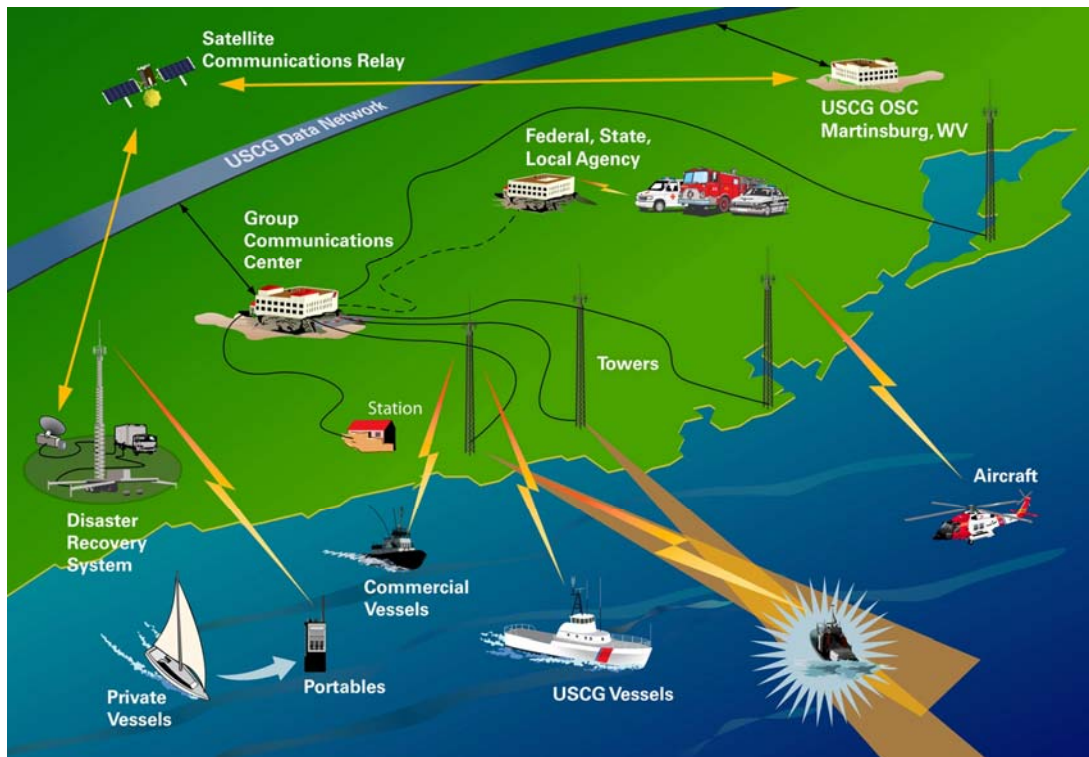 Satellite
Communications Relay
USCG Data Network
USCG OSC
Martinsburg, WV
Federal, State,
Local Agency
Group
Communications
Center
Towers
Station
Aircraft
Disaster
Recovery
System
Commercial
Vessels
Private
Vessels
Portables
USCG Vessels